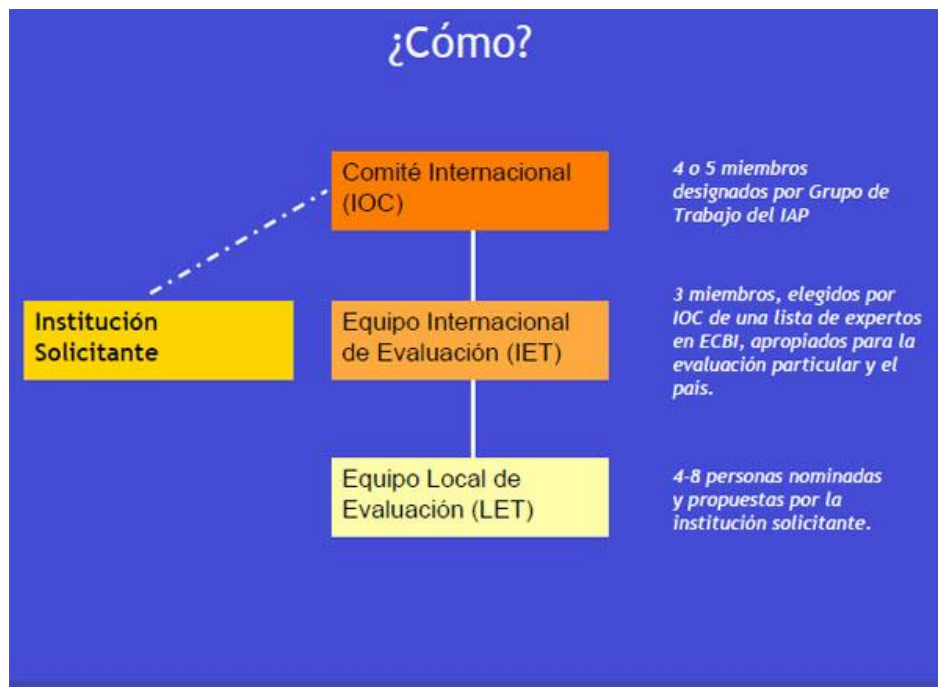 ¿Cómo?
Comité Internacional
(IOC)
4 o 5 miembros
designados por Grupo de
Trabajo del IAP
Institución
Solicitante
Equipo Internacional
de Evaluación (IET)
3 miembros, elegidos por
IOC de una lista de expertos
en ECBI, apropiados para la
evaluación particular y el
país.
Equipo Local de
Evaluación (LET)
4-8 personas nominadas
y propuestas por la
institución solicitante.